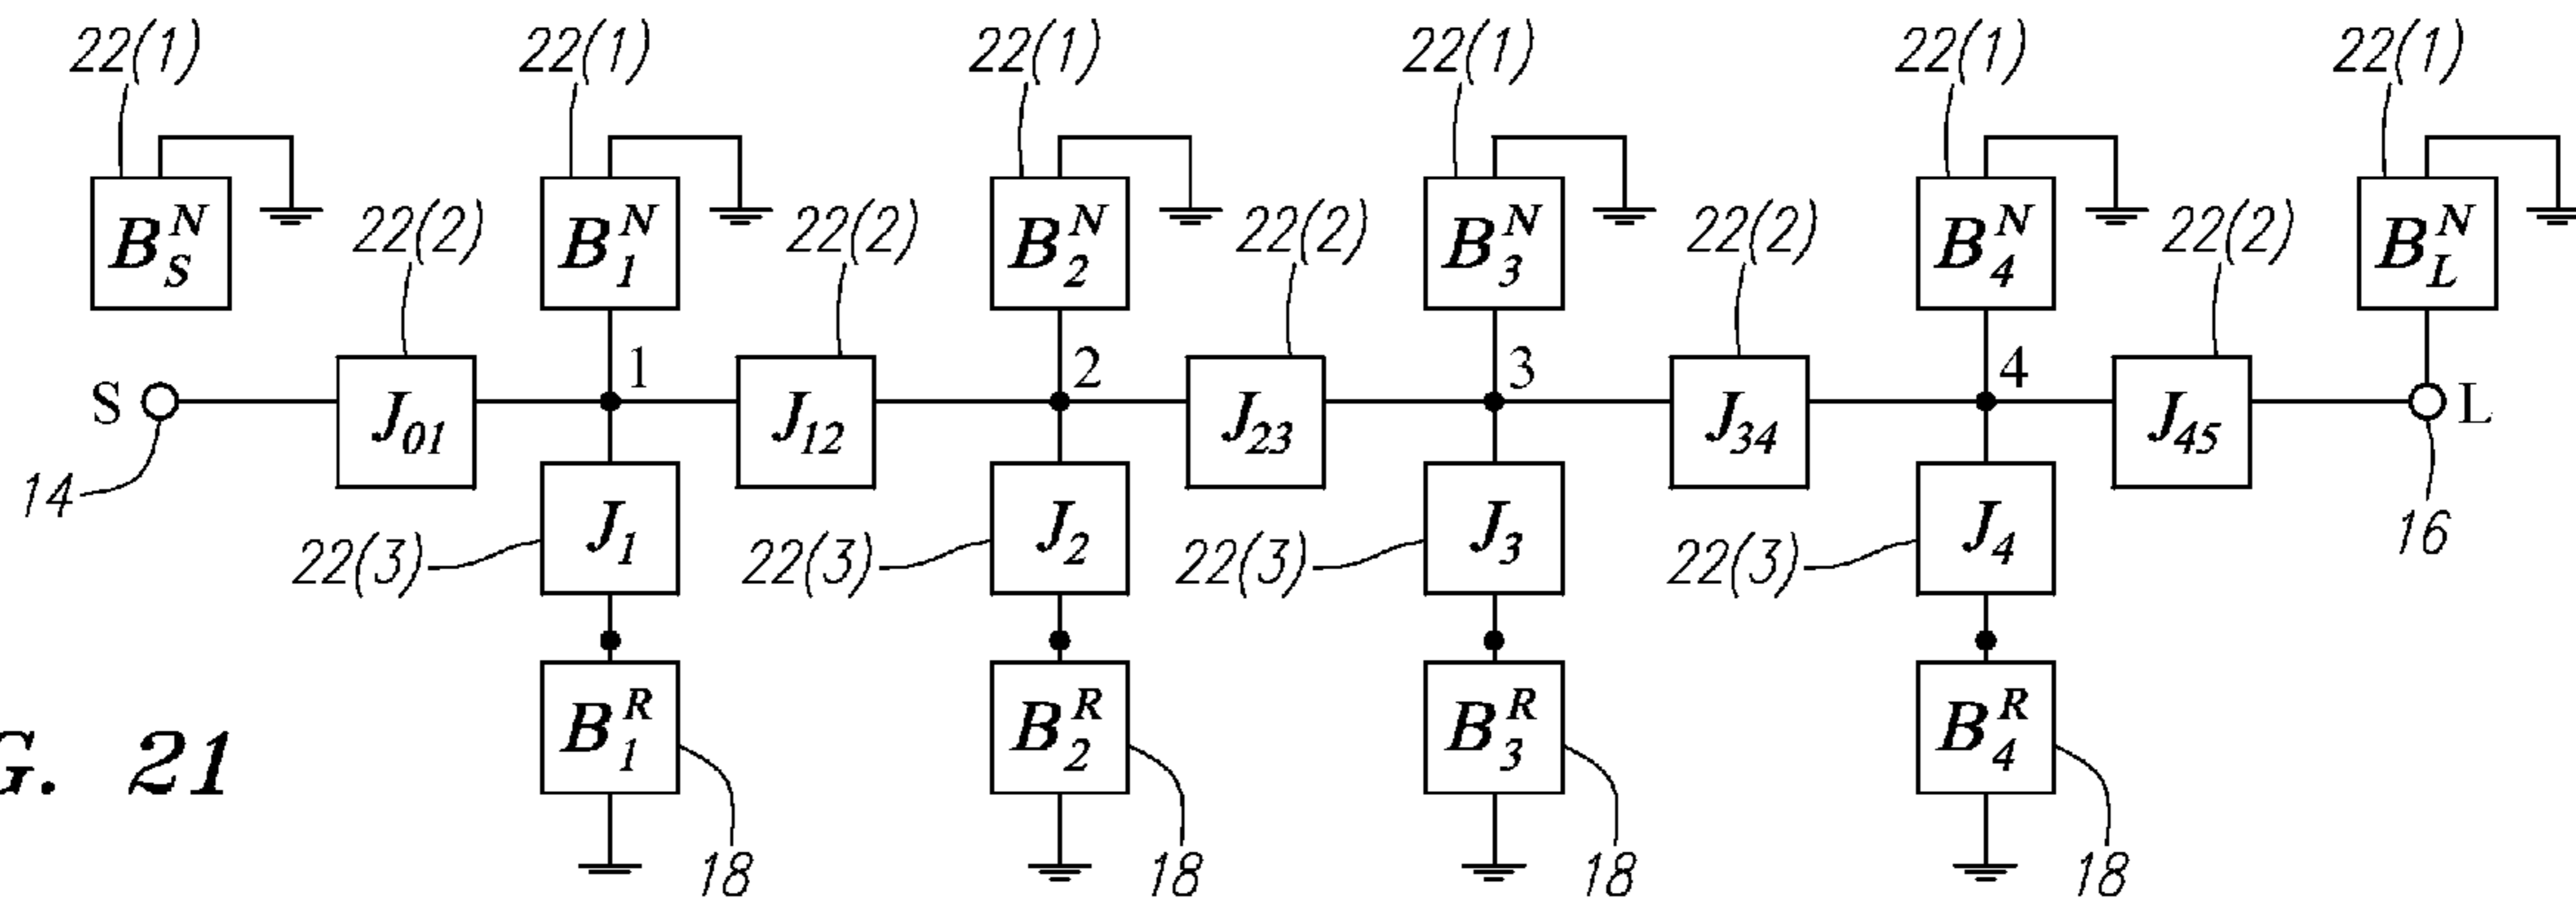 22(1) 22(1) 22(1) 22(1) 22(1) 22(1)
B_S^N B_1^N B_2^N B_3^N B_4^N B_L^N
22(2) 22(2) 22(2) 22(2) 22(2)
1 2 3 4
S J_01 J_12 J_23 J_34 J_45 L
14 16
J_1 J_2 J_3 J_4
22(3) 22(3) 22(3) 22(3)
B_1^R B_2^R B_3^R B_4^R
G. 21
18 18 18 18